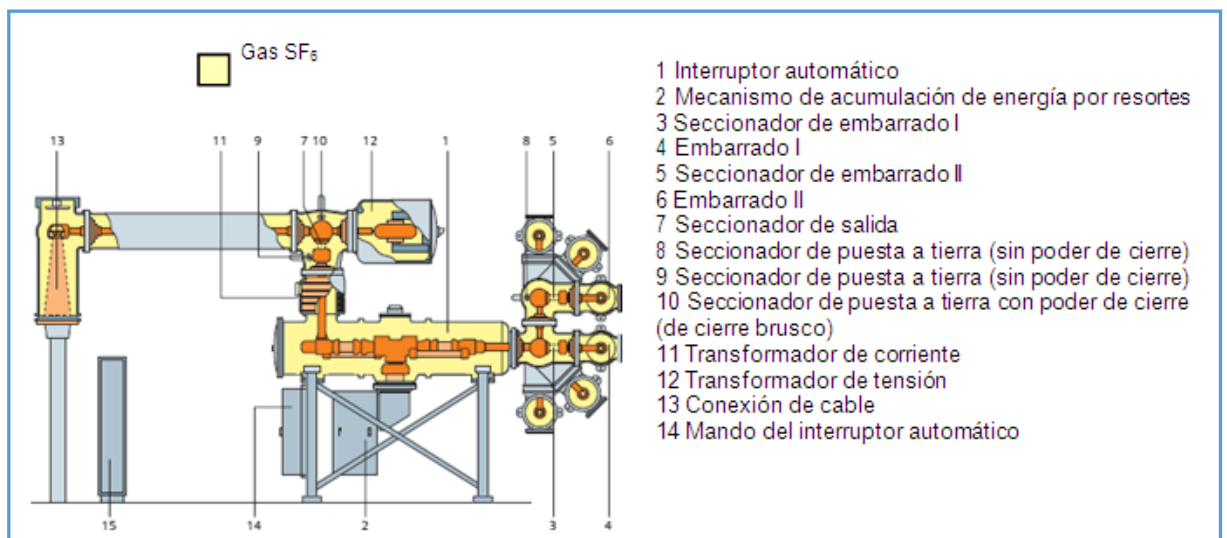 Gas SF₆
1 Interruptor automático
2 Mecanismo de acumulación de energía por resortes
3 Seccionador de embarrado I
4 Embarrado I
5 Seccionador de embarrado II
6 Embarrado II
7 Seccionador de salida
8 Seccionador de puesta a tierra (sin poder de cierre)
9 Seccionador de puesta a tierra (sin poder de cierre)
10 Seccionador de puesta a tierra con poder de cierre
(de cierre brusco)
11 Transformador de corriente
12 Transformador de tensión
13 Conexión de cable
14 Mando del interruptor automático
13 11 9 7 10 12 1 8 5 6
15 14 2 3 4